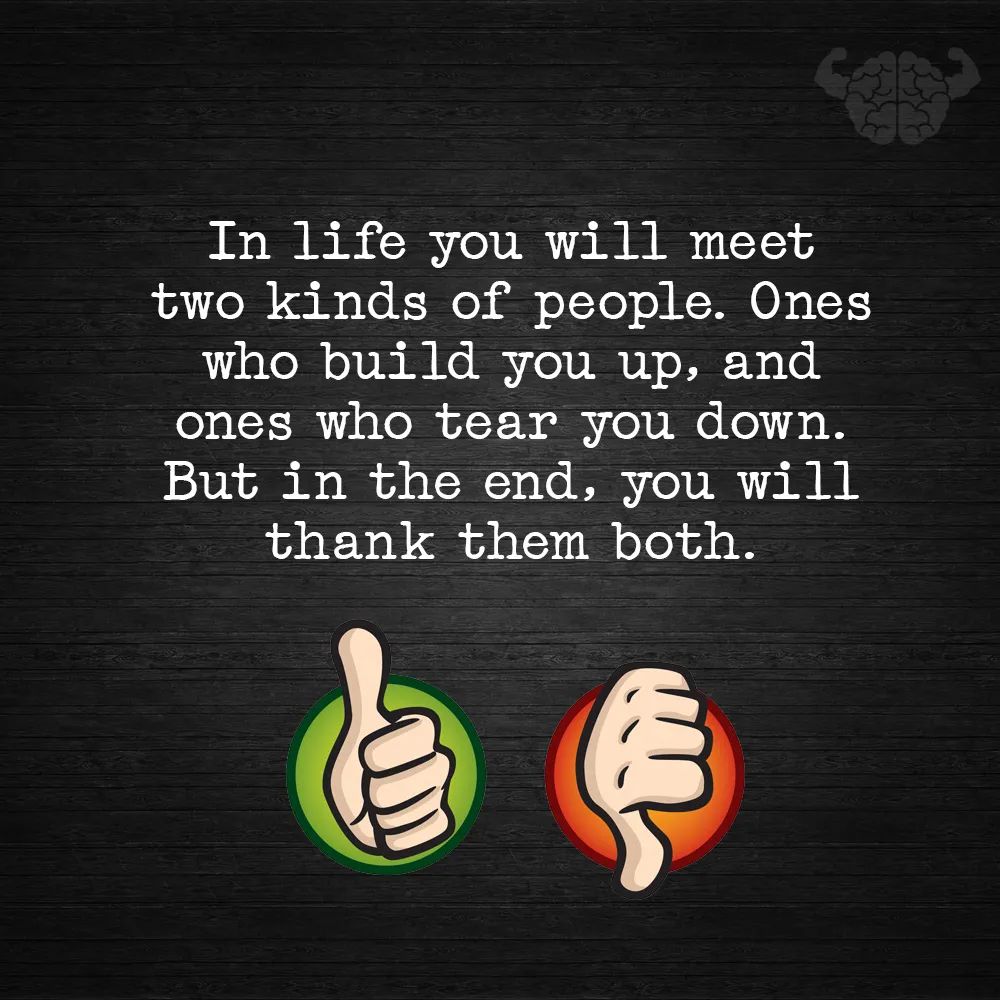 In life you will meet
two kinds of people. Ones
who build you up, and
ones who tear you down.
But in the end, you will
thank them both.